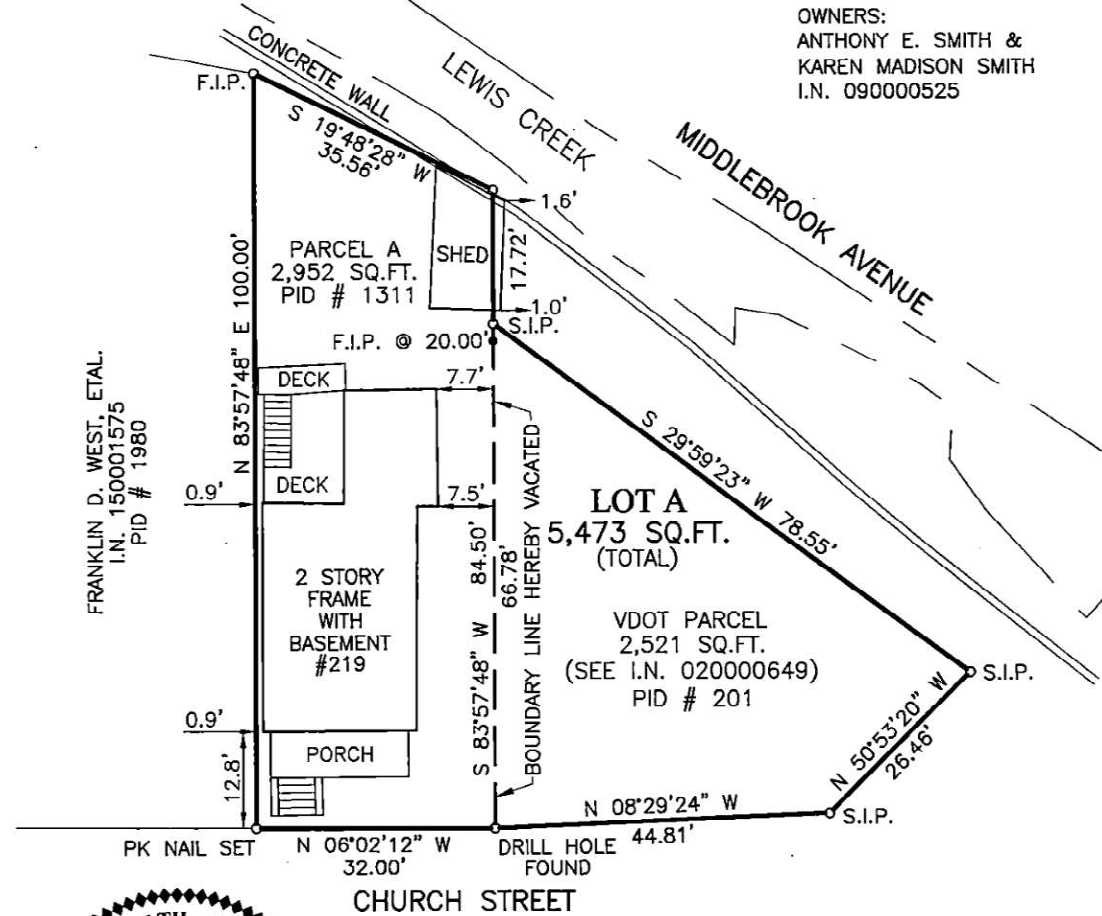 OWNERS:
ANTHONY E. SMITH &
KAREN MADISON SMITH
I.N. 090000525
CONCRETE WALL
LEWIS CREEK
MIDDLEBROOK AVENUE
F.I.P.
S 19°48'28" W
35.56'
1.6'
PARCEL A
2,952 SQ.FT.
PID # 1311
SHED
17.72'
1.0'
S.I.P.
F.I.P. @ 20.00'
N 83°57'48" E 100.00'
FRANKLIN D. WEST, ETAL.
I.N. 150001575
PID # 1980
DECK
7.7'
DECK
0.9'
7.5'
S 83°57'48" W 84.50'
66.78'
BOUNDARY LINE HEREBY VACATED
S 29°59'23" W 78.55'
LOT A
5,473 SQ.FT.
(TOTAL)
2 STORY
FRAME
WITH
BASEMENT
#219
VDOT PARCEL
2,521 SQ.FT.
(SEE I.N. 020000649)
PID # 201
S.I.P.
0.9'
PORCH
12.8'
N 50°53'20" W
26.46'
N 08°29'24" W
44.81'
S.I.P.
PK NAIL SET
N 06°02'12" W
32.00'
DRILL HOLE
FOUND
CHURCH STREET